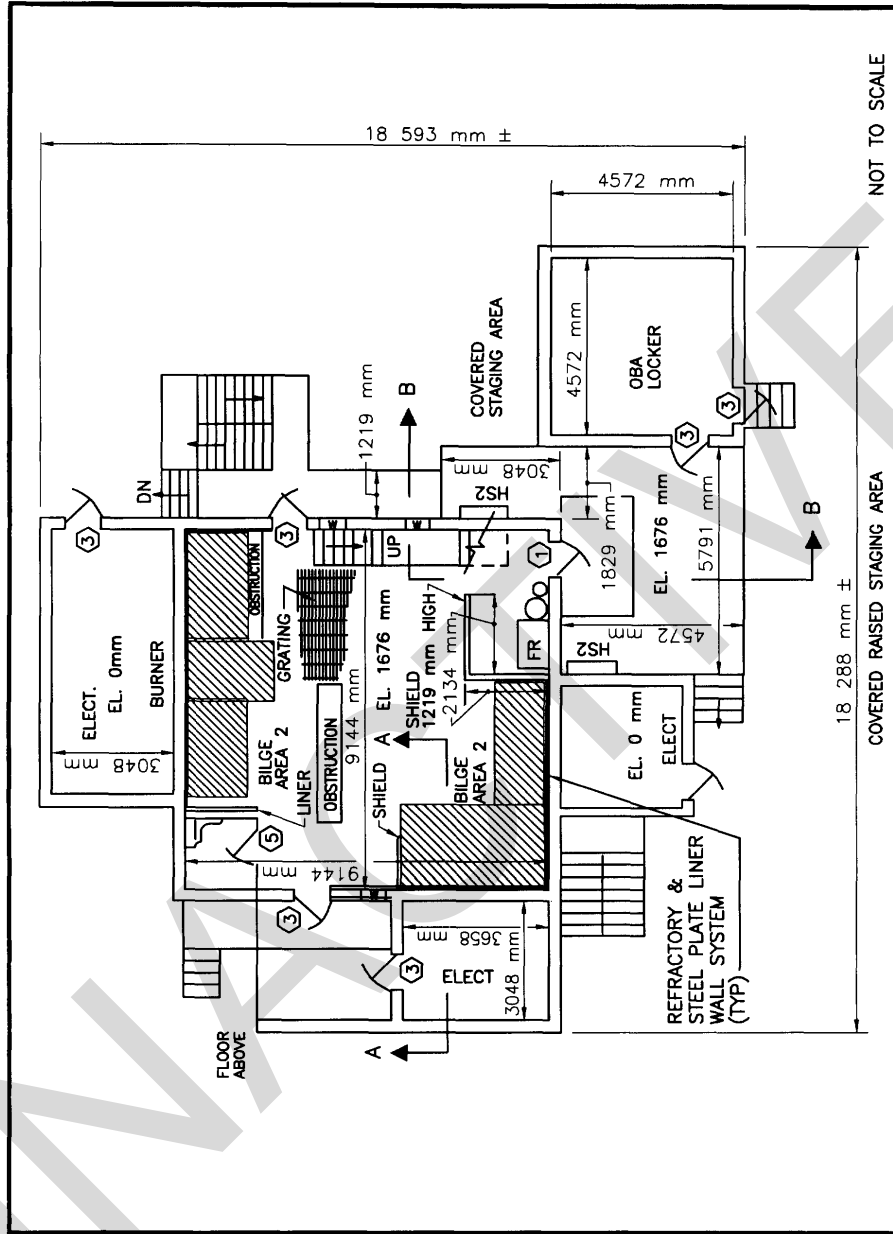 INACTIVE
NOT TO SCALE
18 593 mm ±
4572 mm
4572 mm
OBA
LOCKER
3
3
COVERED
STAGING AREA
3048 mm
HS2
1219 mm
B
B
DN
3
3
UP
1
1829 mm
EL. 1676 mm
5791 mm
4572 mm
HS2
18 288 mm ±
COVERED RAISED STAGING AREA
ELECT.
EL. 0mm
BURNER
3048 mm
OBSTRUCTION
GRATING
BILGE
AREA 2
LINER
OBSTRUCTION
9144 mm
EL. 1676 mm
SHIELD
1219 mm HIGH
2134 mm
FR
A
SHIELD
BILGE
AREA 2
5
9144 mm
3
EL. 0 mm
ELECT
3
3658 mm
ELECT
3048 mm
A
FLOOR
ABOVE
REFRACTORY &
STEEL PLATE LINER
WALL SYSTEM
(TYP)